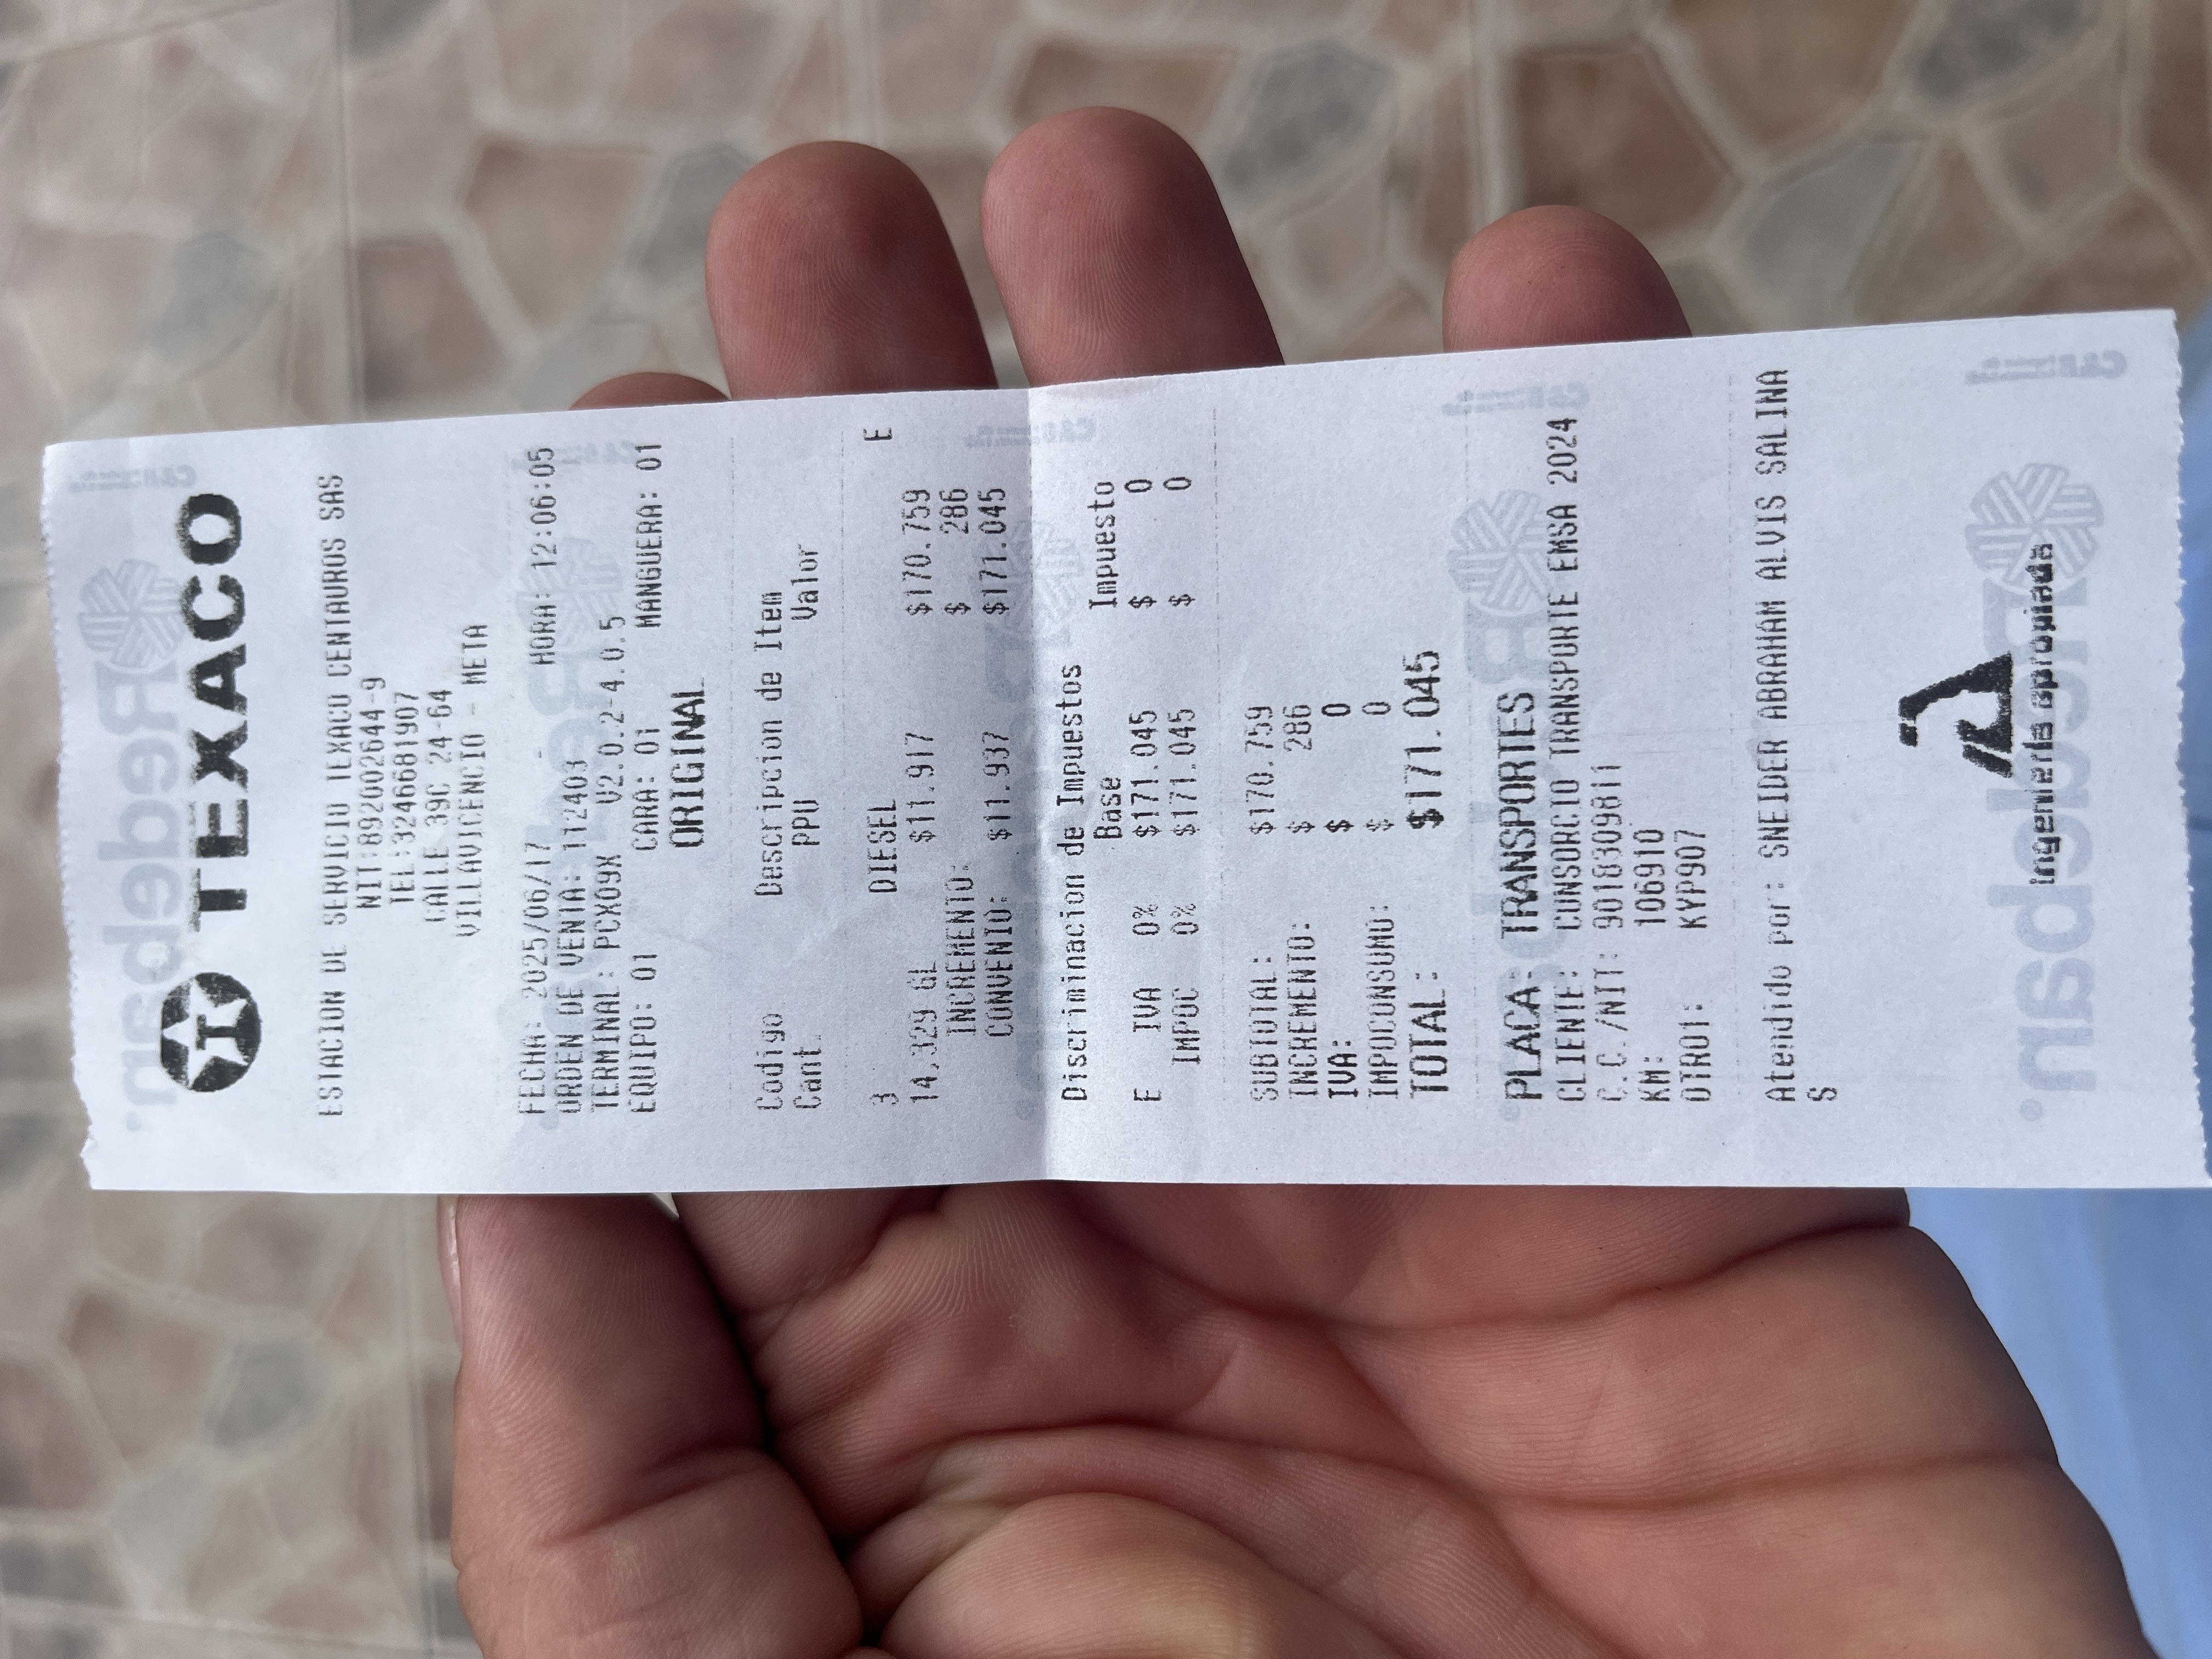 TEXACO
ESTACION DE SERVICIO TEXACO CENTAUROS SAS
NIT:892002644-9
TEL:3246681907
CALLE 39C 24-64
VILLAVICENCIO - META
FECHA: 2025/06/17 - HORA: 12:06:05
ORDEN DE VENTA: 112403
TERMINAL: PCX09X V2.0.2-4.0.5
EQUIPO: 01 CARA: 01 MANGUERA: 01
ORIGINAL
Codigo Descripcion de Item
Cant. PPU Valor
3 DIESEL E
14,329 GL $11.917 $170.759
INCREMENTO: $ 286
CONVENIO: $11.937 $171.045
Discriminacion de Impuestos
Base Impuesto
E IVA 0% $171.045 $ 0
IMPOC 0% $171.045 $ 0
SUBTOTAL: $170.759
INCREMENTO: $ 286
IVA: $ 0
IMPOCONSUMO: $ 0
TOTAL: $171.045
PLACA: TRANSPORTES
CLIENTE: CONSORCIO TRANSPORTE EMSA 2024
C.C./NIT: 9018309811
KM: 106910
OTRO1: KYP907
Atendido por: SNEIDER ABRAHAM ALVIS SALINA
S
ingeniería apropiada
Redeban